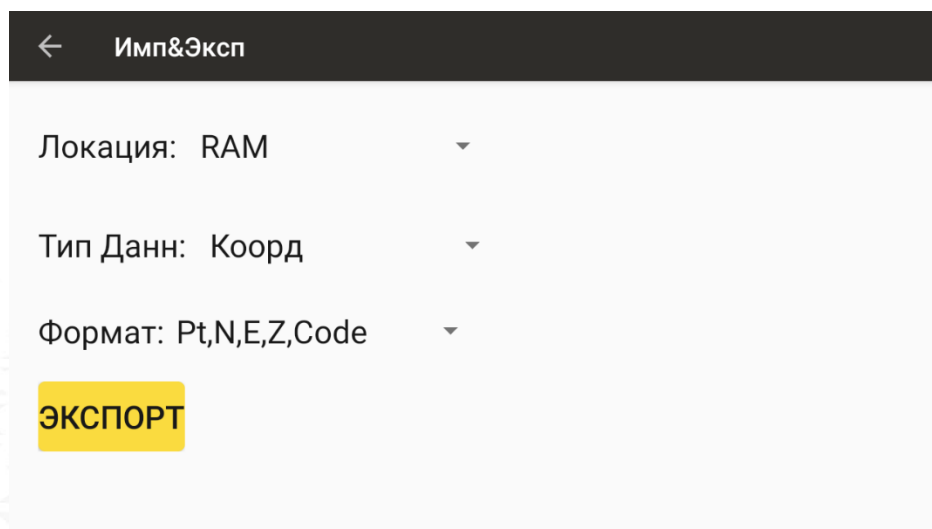 Имп&Эксп
Локация: RAM
Тип Данн: Коорд
Формат: Pt,N,E,Z,Code
ЭКСПОРТ